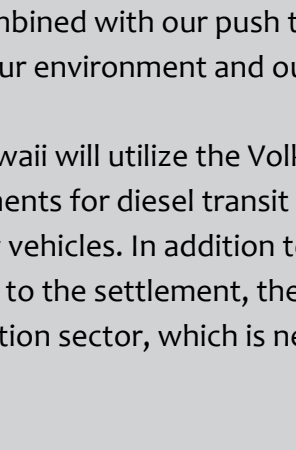 mbined with our push t
ur environment and ou
waii will utilize the Volk
nents for diesel transit
vehicles. In addition to
to the settlement, the
tion sector, which is ne